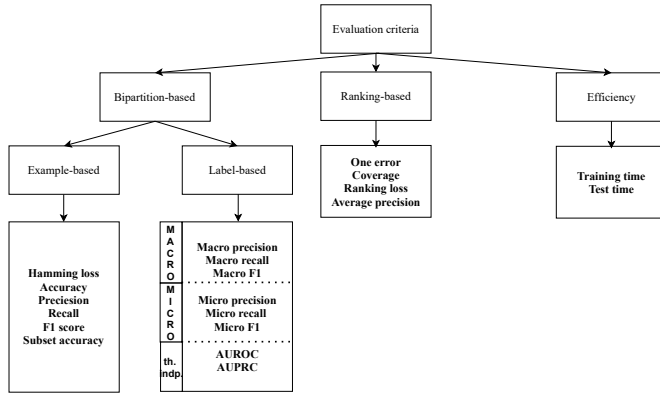 Evaluation criteria
Bipartition-based
Ranking-based
Efficiency
Example-based
Label-based
One error
Coverage
Ranking loss
Average precision
Training time
Test time
Hamming loss
Accuracy
Preciesion
Recall
F1 score
Subset accuracy
MACRO
Macro precision
Macro recall
Macro F1
MICRO
Micro precision
Micro recall
Micro F1
th.
indp.
AUROC
AUPRC